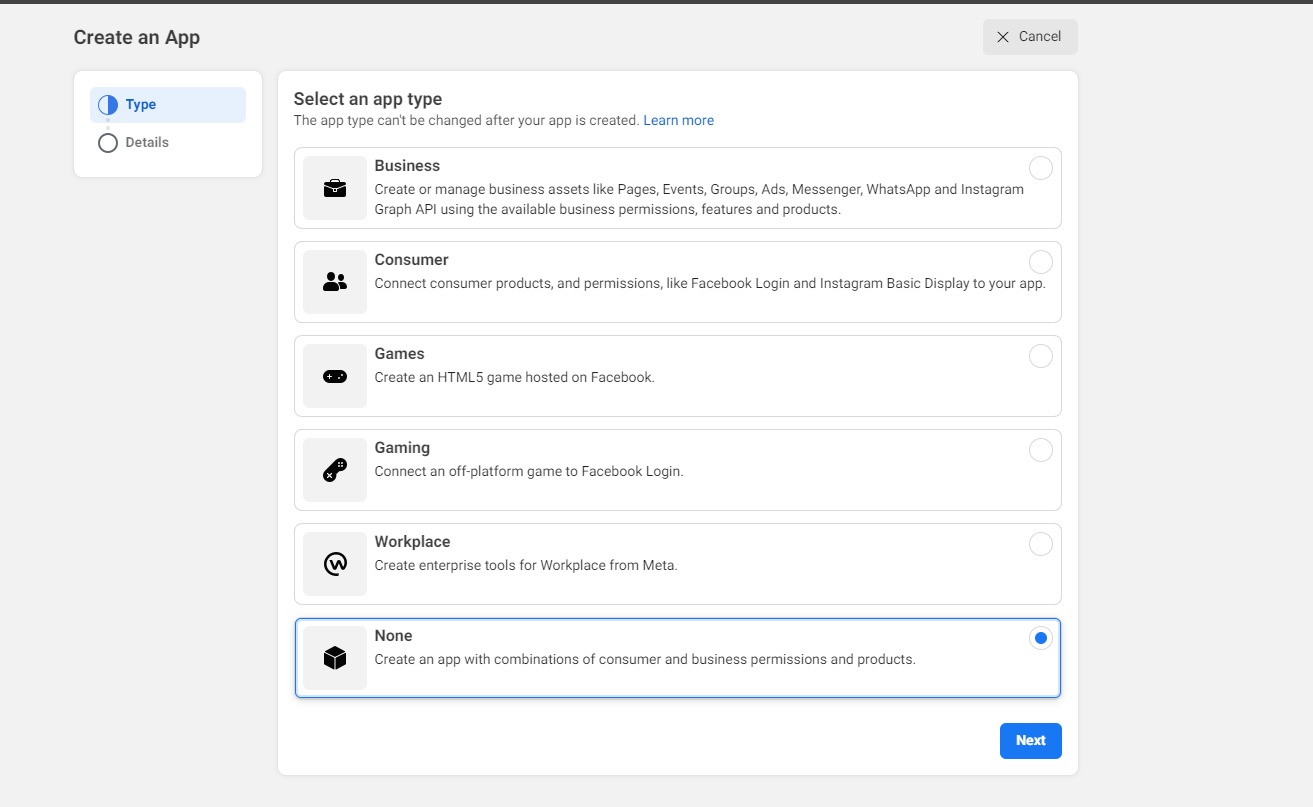 Create an App
Cancel
Type
Details
Select an app type
The app type can't be changed after your app is created. Learn more
Business
Create or manage business assets like Pages, Events, Groups, Ads, Messenger, WhatsApp and Instagram
Graph API using the available business permissions, features and products.
Consumer
Connect consumer products, and permissions, like Facebook Login and Instagram Basic Display to your app.
Games
Create an HTML5 game hosted on Facebook.
Gaming
Connect an off-platform game to Facebook Login.
Workplace
Create enterprise tools for Workplace from Meta.
None
Create an app with combinations of consumer and business permissions and products.
Next